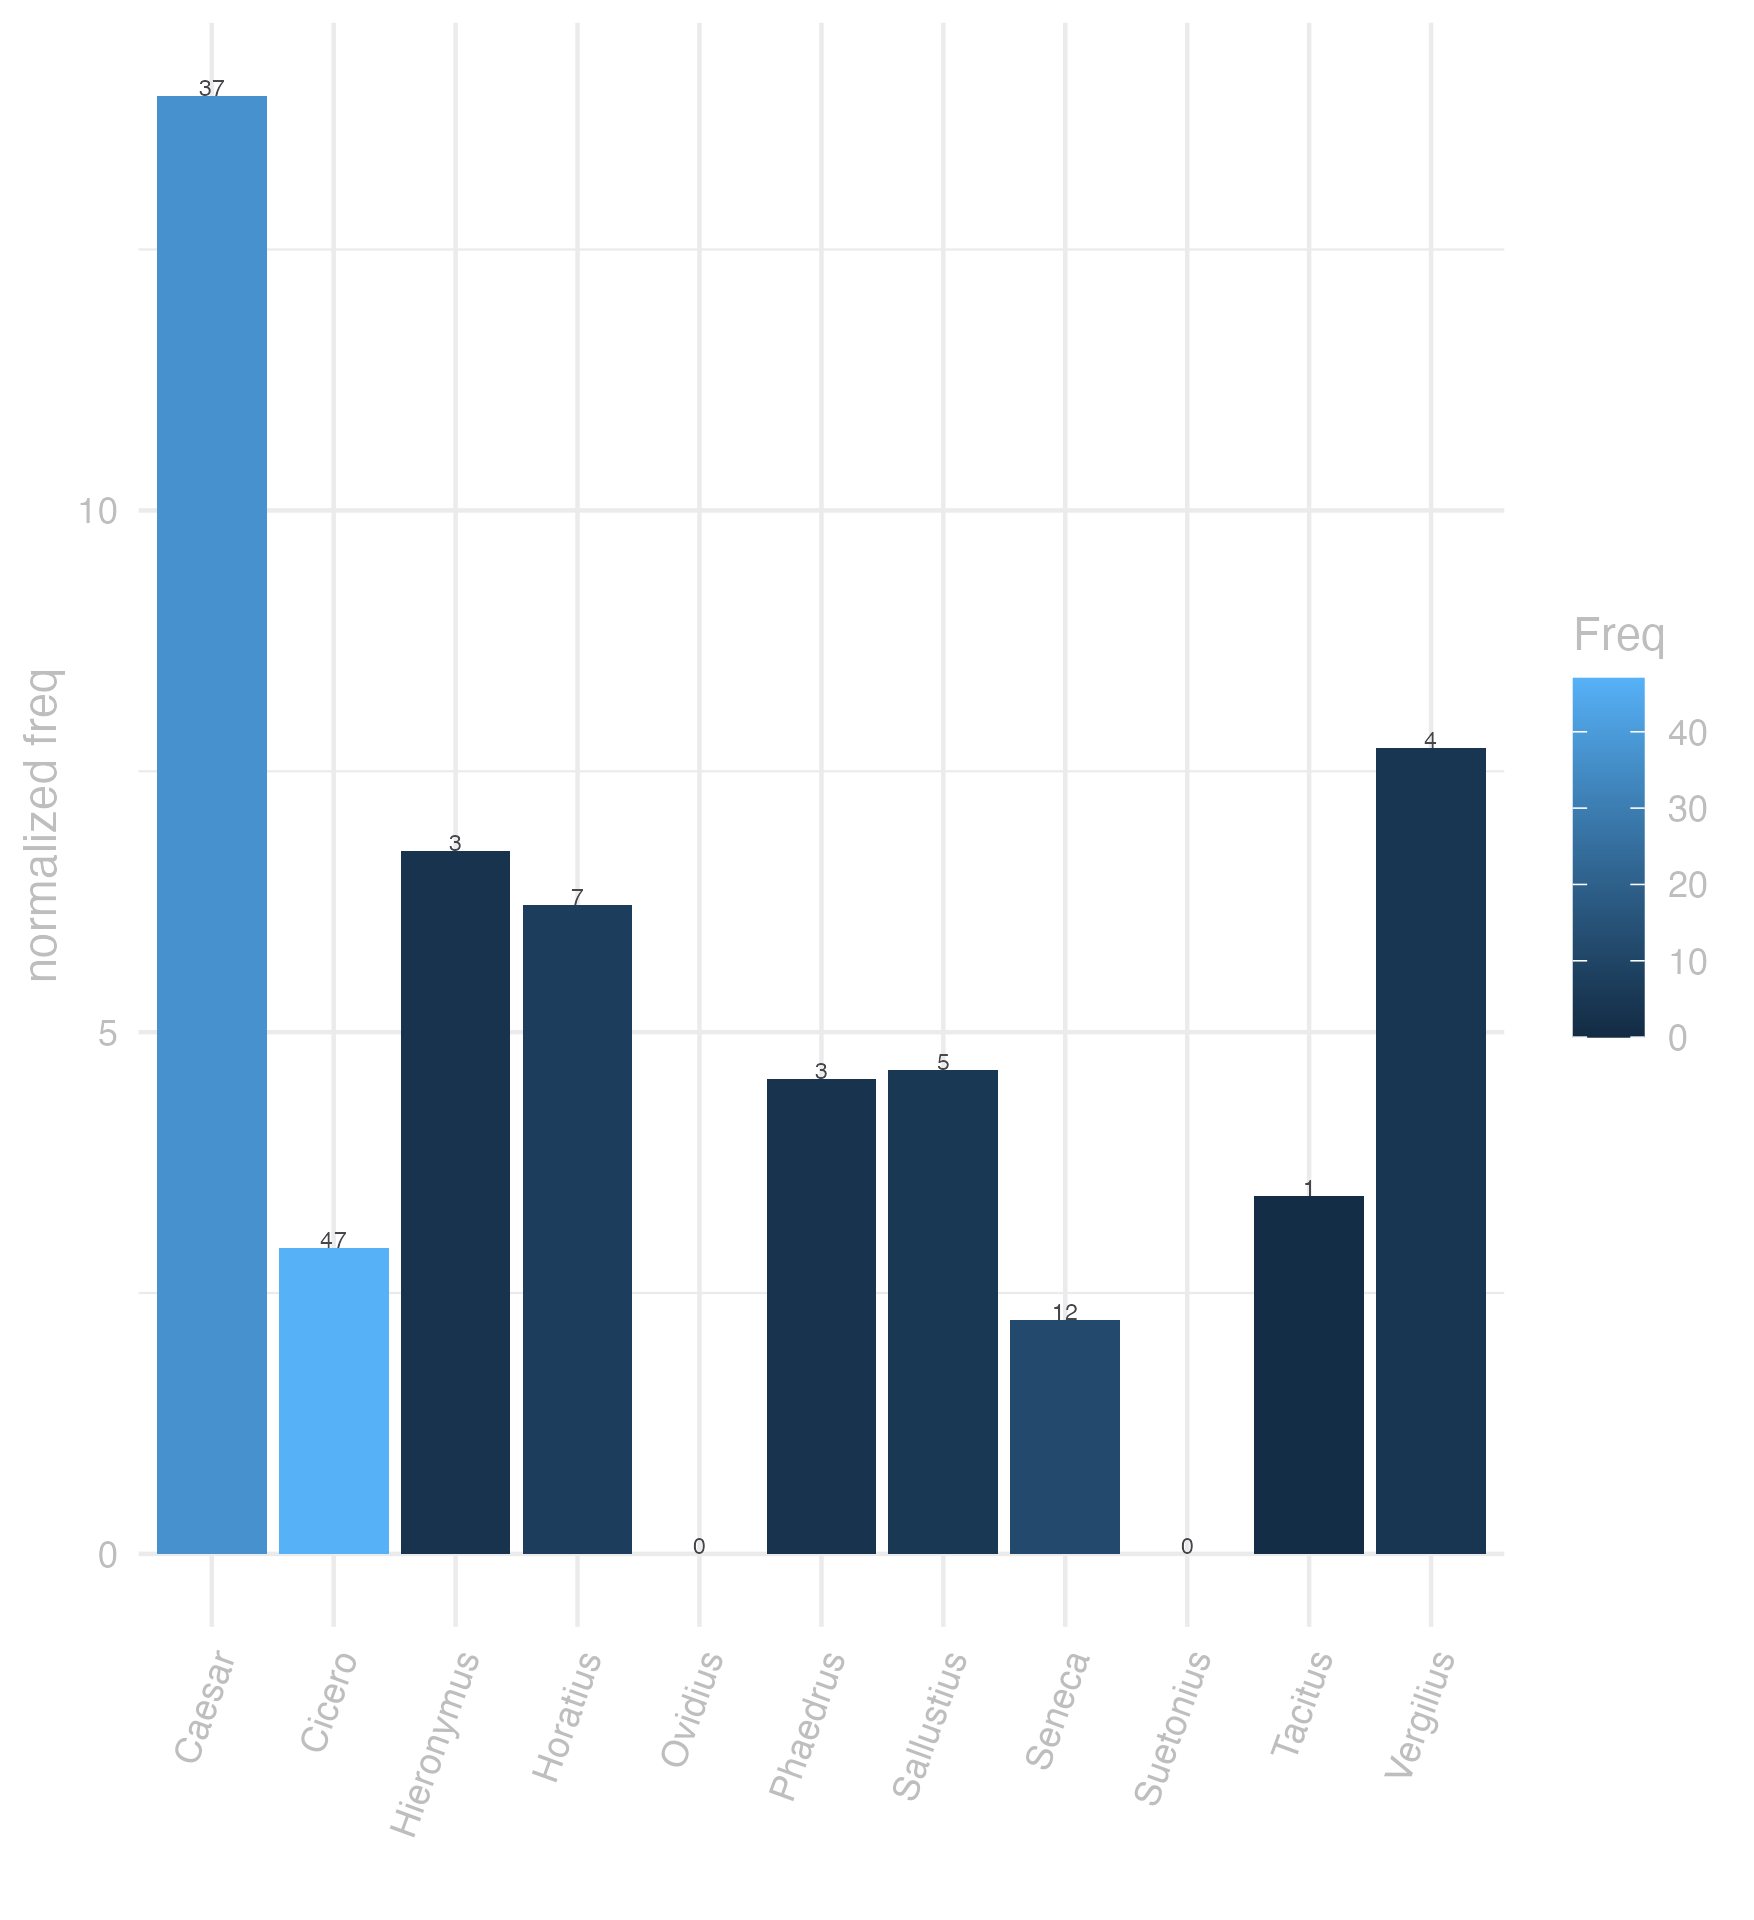 37
47
3
7
0
3
5
12
0
1
4
10
5
0
normalized freq
Caesar
Cicero
Hieronymus
Horatius
Ovidius
Phaedrus
Sallustius
Seneca
Suetonius
Tacitus
Vergilius
Freq
40
30
20
10
0